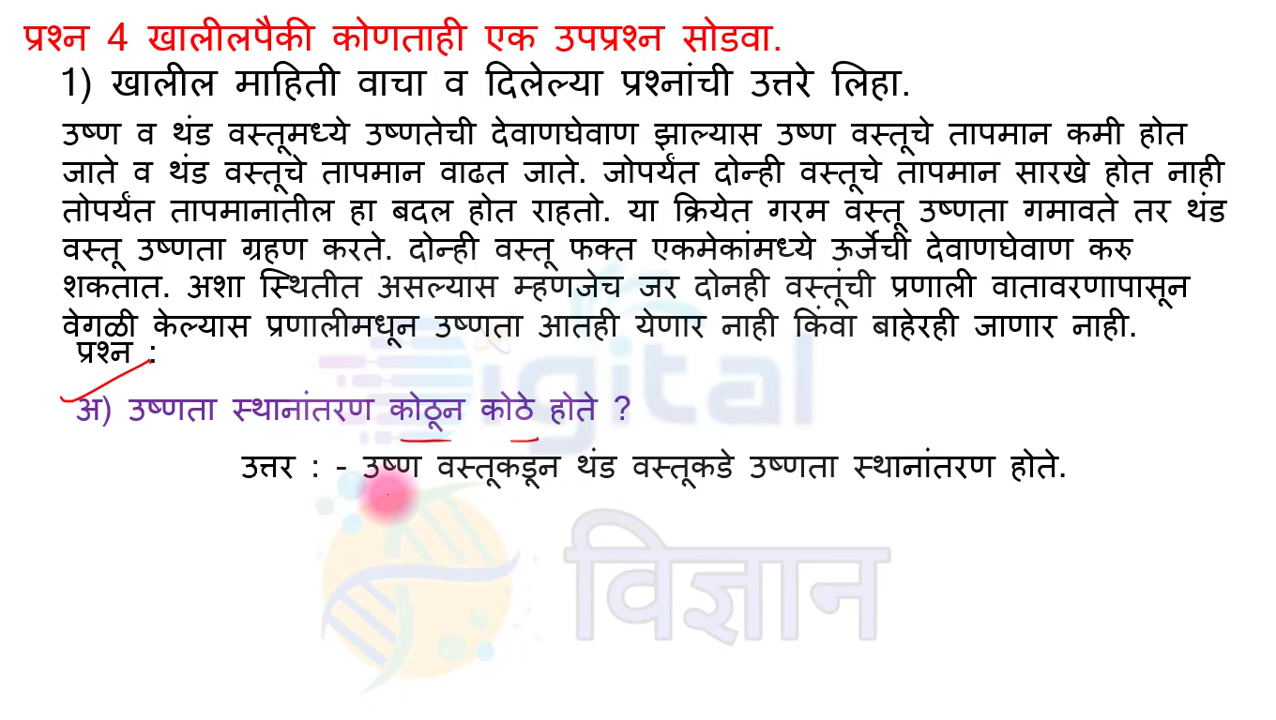 प्रश्न 4 खालीलपैकी कोणताही एक उपप्रश्न सोडवा.
1) खालील माहिती वाचा व दिलेल्या प्रश्नांची उत्तरे लिहा.
उष्ण व थंड वस्तूमध्ये उष्णतेची देवाणघेवाण झाल्यास उष्ण वस्तूचे तापमान कमी होत
जाते व थंड वस्तूचे तापमान वाढत जाते. जोपर्यंत दोन्ही वस्तूचे तापमान सारखे होत नाही
तोपर्यंत तापमानातील हा बदल होत राहतो. या क्रियेत गरम वस्तू उष्णता गमावते तर थंड
वस्तू उष्णता ग्रहण करते. दोन्ही वस्तू फक्त एकमेकांमध्ये ऊर्जेची देवाणघेवाण करु
शकतात. अशा स्थितीत असल्यास म्हणजेच जर दोनही वस्तूंची प्रणाली वातावरणापासून
वेगळी केल्यास प्रणालीमधून उष्णता आतही येणार नाही किंवा बाहेरही जाणार नाही.
प्रश्न :
अ) उष्णता स्थानांतरण कोठून कोठे होते ?
उत्तर : - उष्ण वस्तूकडून थंड वस्तूकडे उष्णता स्थानांतरण होते.
Digital
विज्ञान